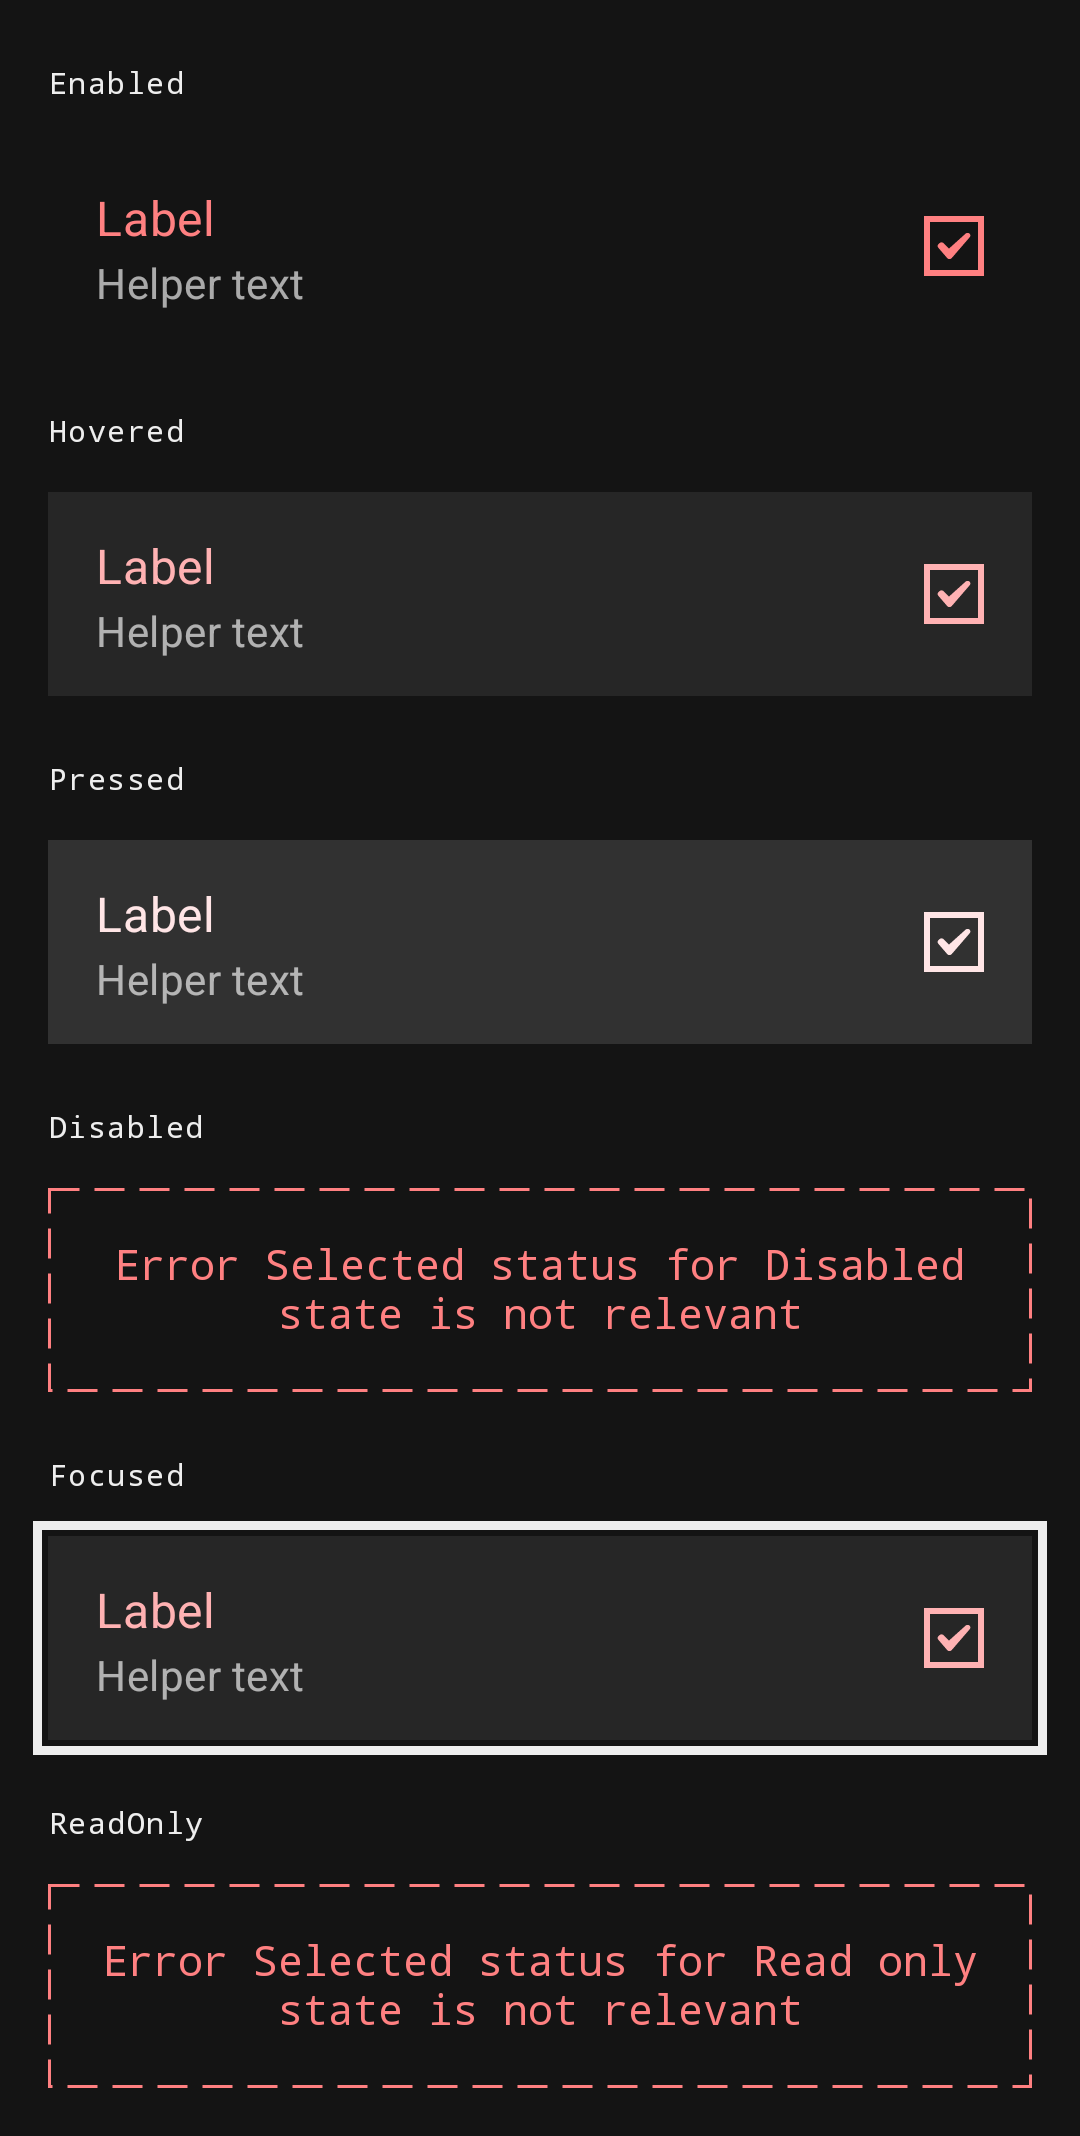 Enabled
Label
Helper text
Hovered
Label
Helper text
Pressed
Label
Helper text
Disabled
Error Selected status for Disabled
state is not relevant
Focused
Label
Helper text
ReadOnly
Error Selected status for Read only
state is not relevant